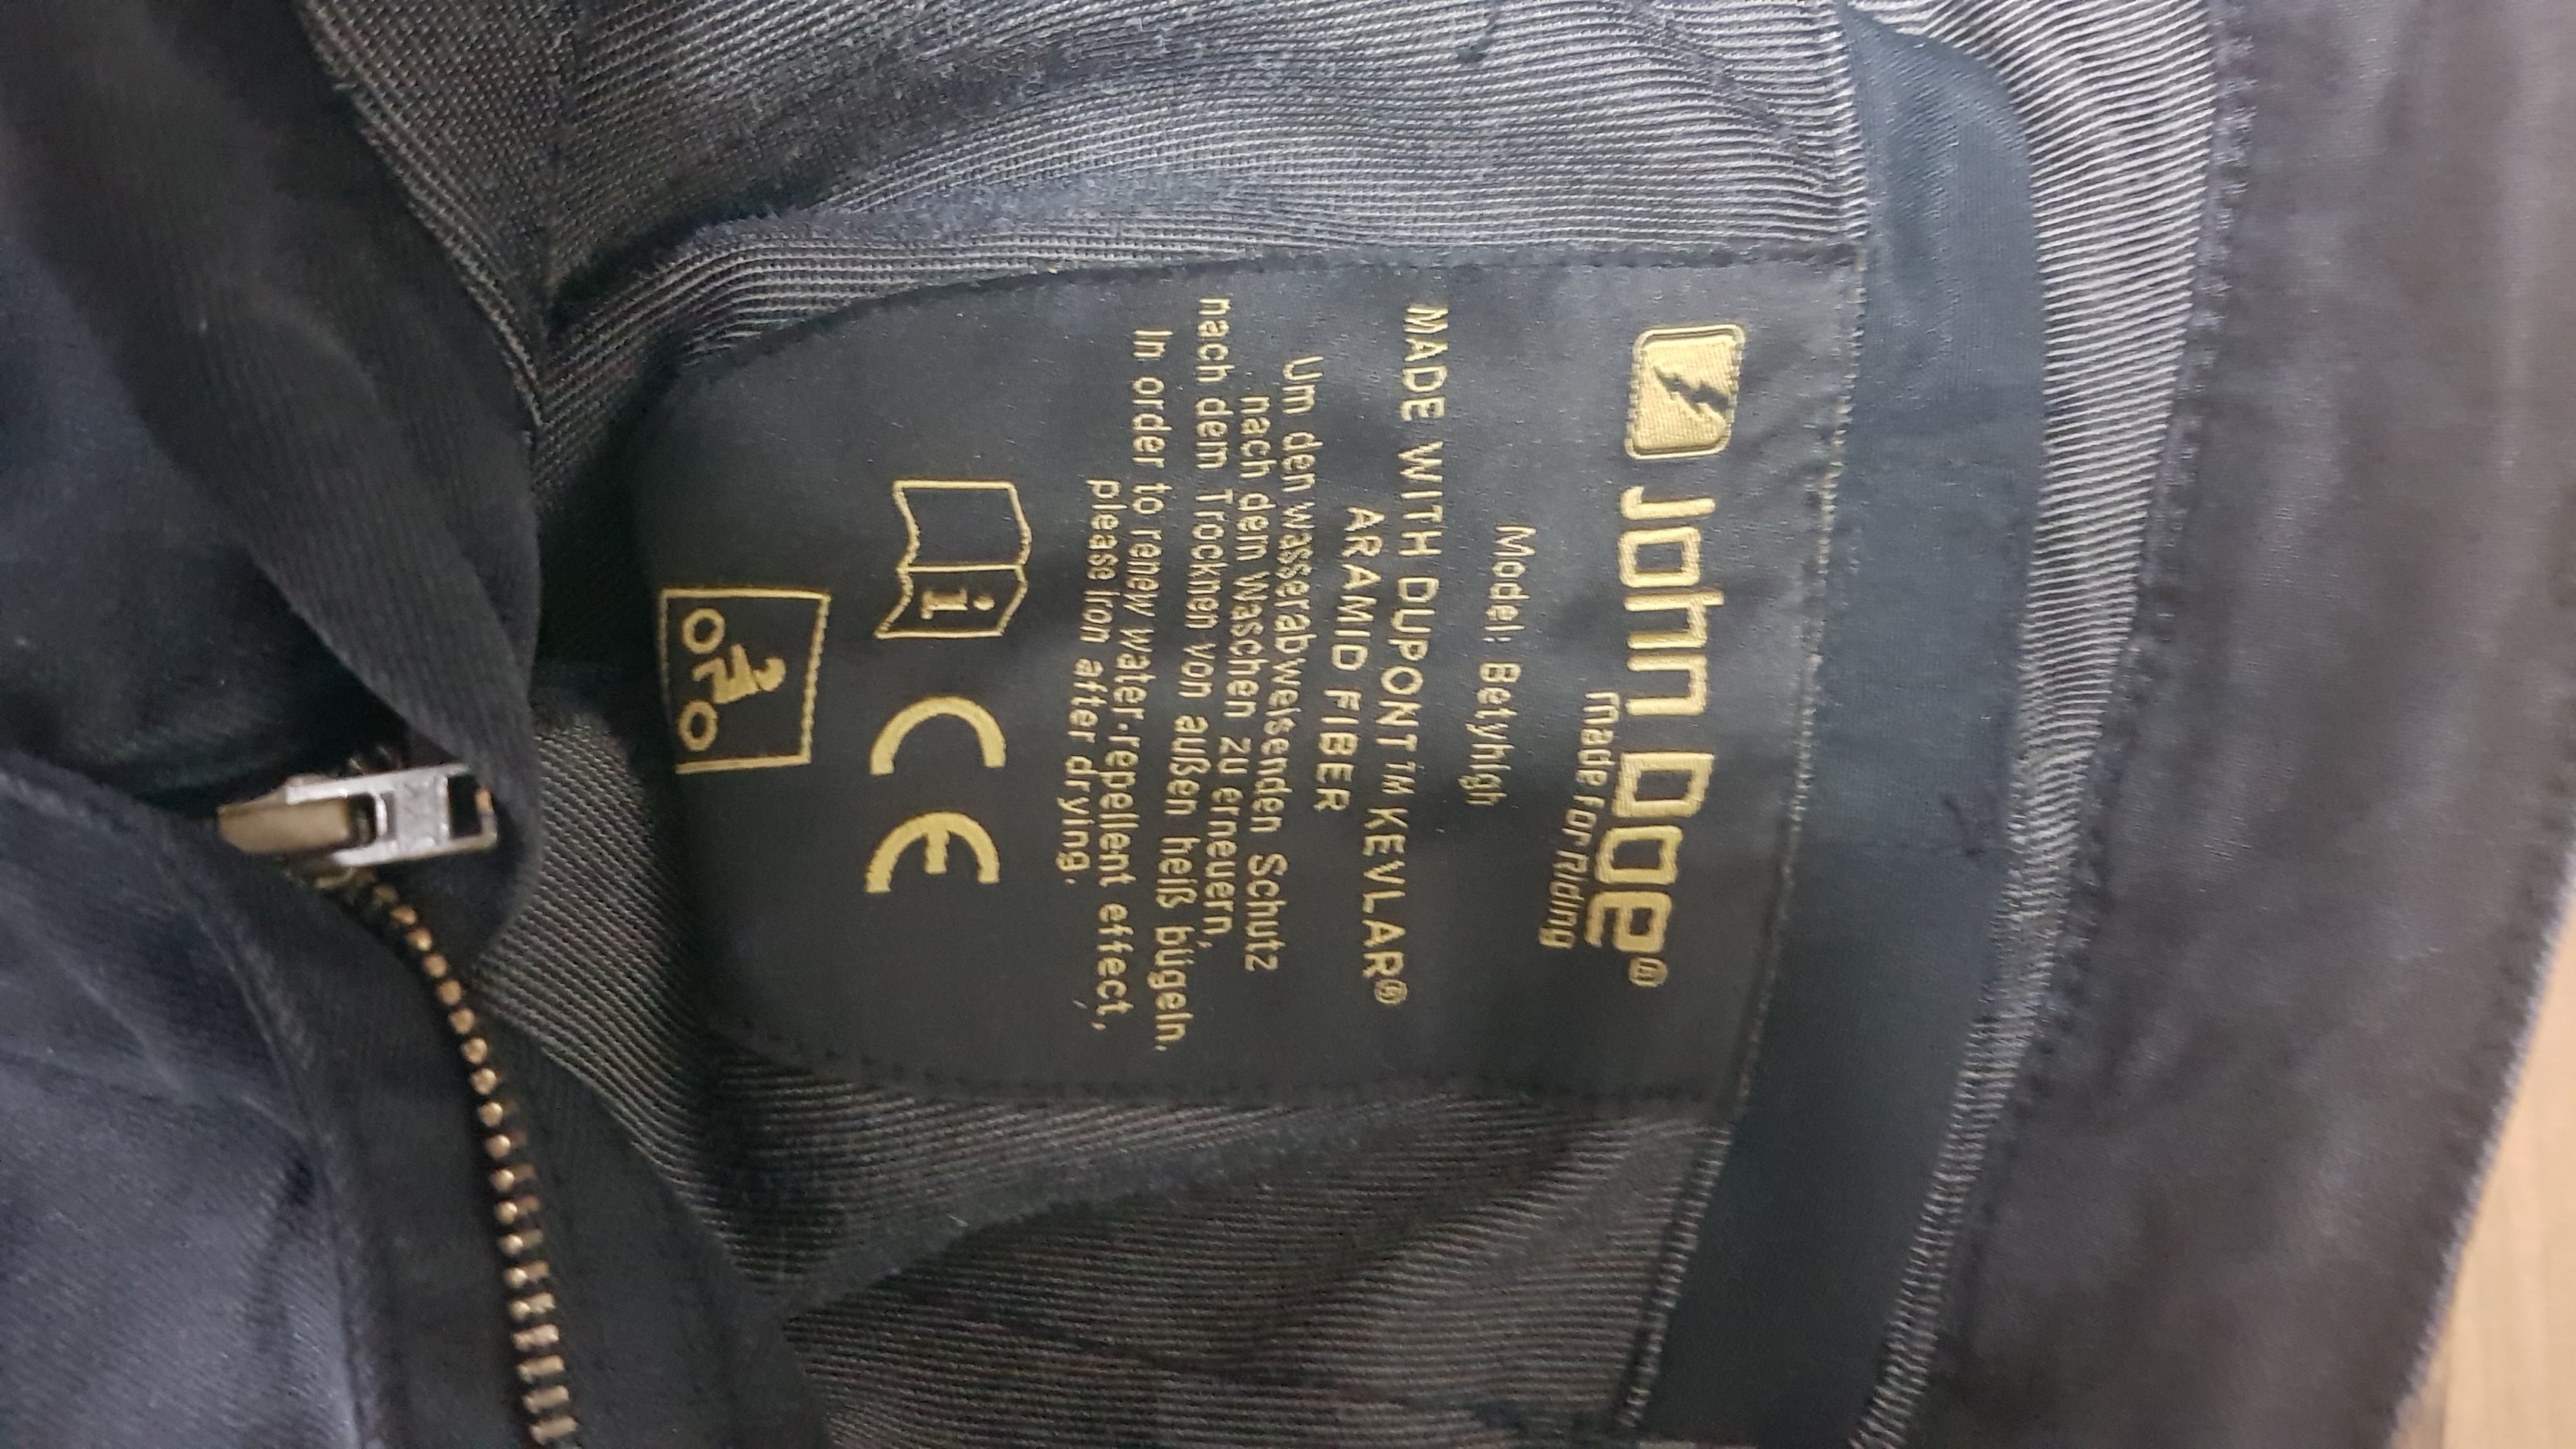 John Doe®
made for Riding
Model: Betyhigh
MADE WITH DUPONT™ KEVLAR®
ARAMID FIBER
Um den wasserabweisenden Schutz
nach dem Waschen zu erneuern,
nach dem Trocknen von außen heiß bügeln.
In order to renew water-repellent effect,
please iron after drying.
i CE